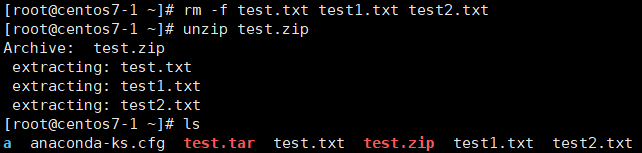 [root@centos7-1 ~]# rm -f test.txt test1.txt test2.txt
[root@centos7-1 ~]# unzip test.zip
Archive:  test.zip
 extracting: test.txt
 extracting: test1.txt
 extracting: test2.txt
[root@centos7-1 ~]# ls
a  anaconda-ks.cfg  test.tar  test.txt  test.zip  test1.txt  test2.txt